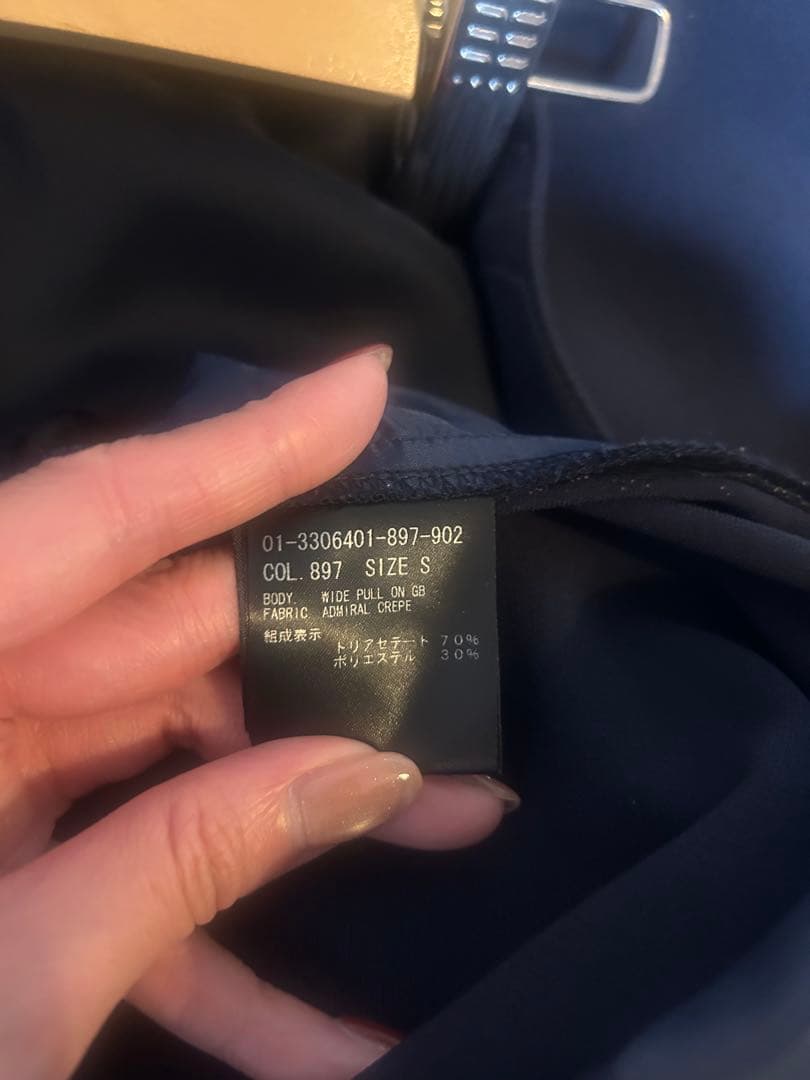 01-3306401-897-902
COL. 897 SIZE S
BODY WIDE PULL ON GB
FABRIC ADMIRAL CREPE
組成表示
トリアセテート 70%
ポリエステル 30%